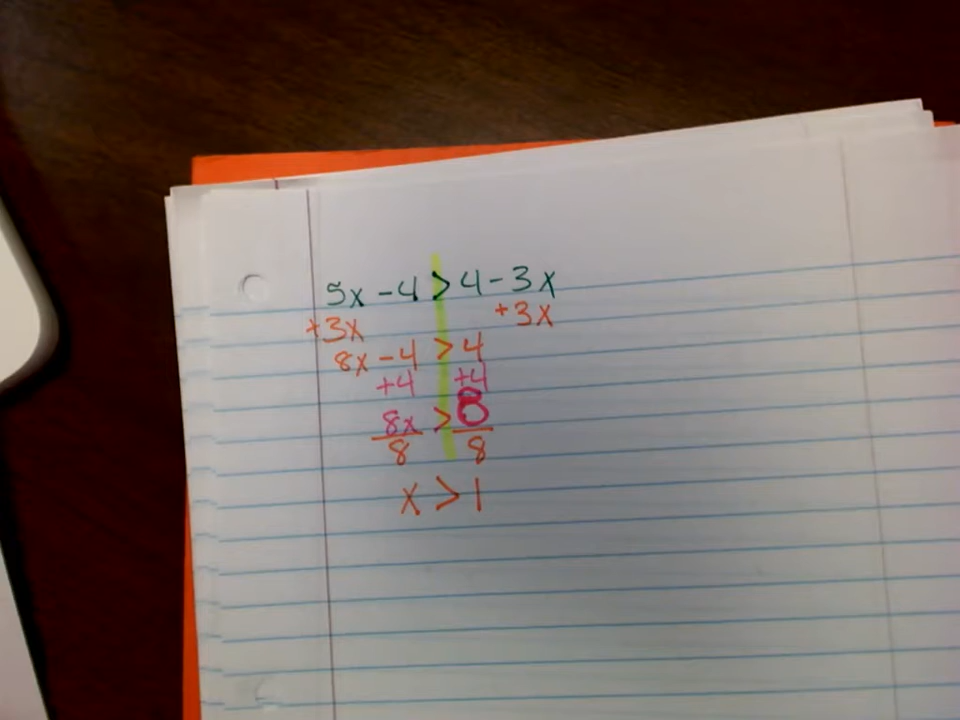 5x - 4 > 4 - 3x
+3x +3x
8x - 4 > 4
+4 +4
8x > 8
8 8
x > 1